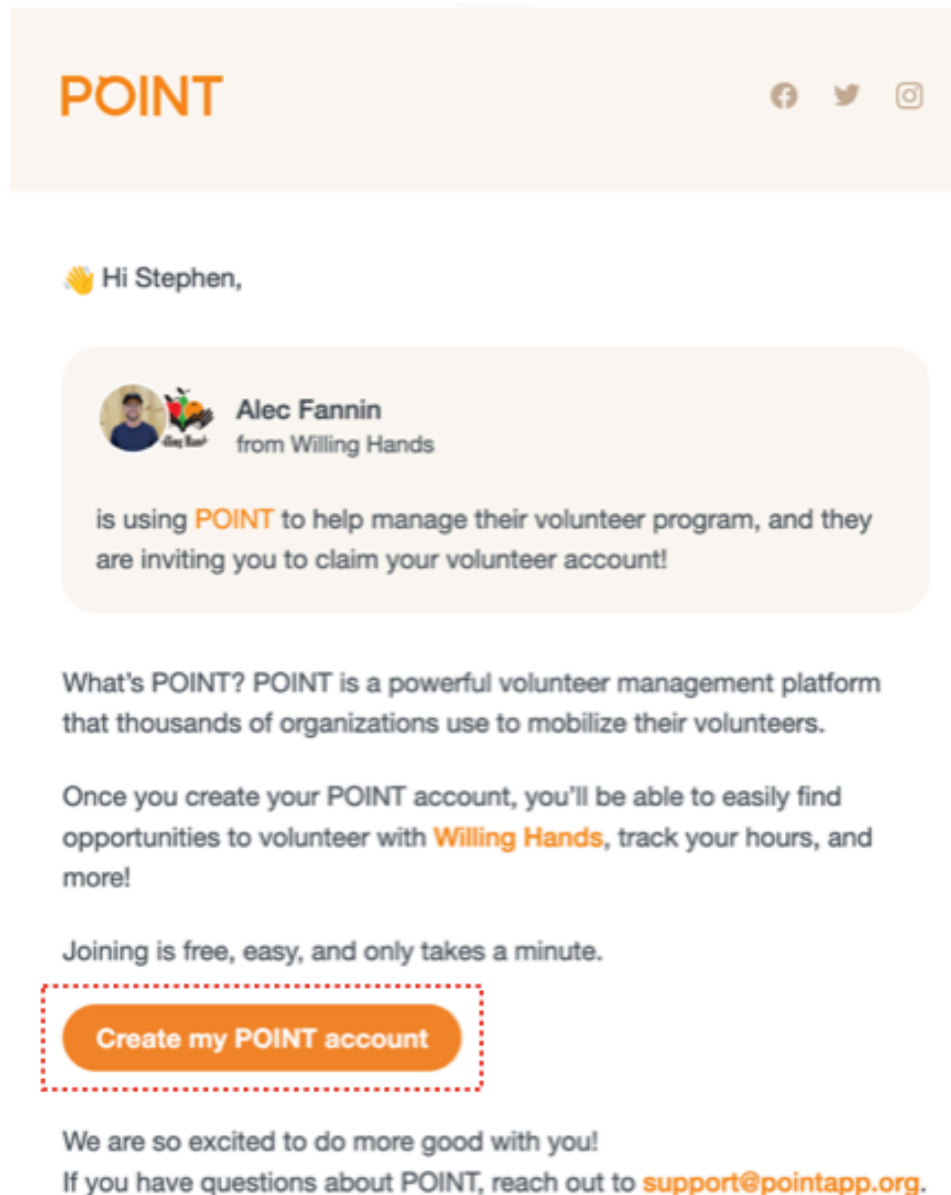 POINT
👋 Hi Stephen,
Alec Fannin
from Willing Hands
is using POINT to help manage their volunteer program, and they
are inviting you to claim your volunteer account!
What's POINT? POINT is a powerful volunteer management platform
that thousands of organizations use to mobilize their volunteers.
Once you create your POINT account, you'll be able to easily find
opportunities to volunteer with Willing Hands, track your hours, and
more!
Joining is free, easy, and only takes a minute.
Create my POINT account
We are so excited to do more good with you!
If you have questions about POINT, reach out to support@pointapp.org.